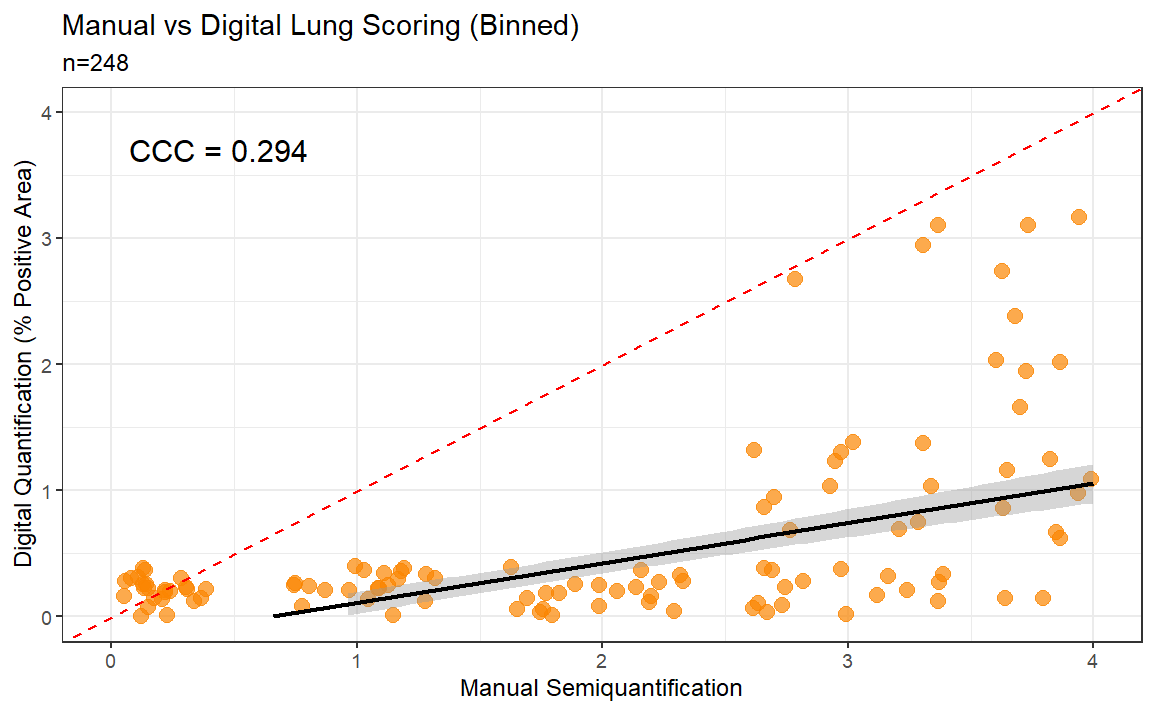 Manual vs Digital Lung Scoring (Binned)
n=248
CCC = 0.294
Digital Quantification (% Positive Area)
4
3
2
1
0
0 1 2 3 4
Manual Semiquantification